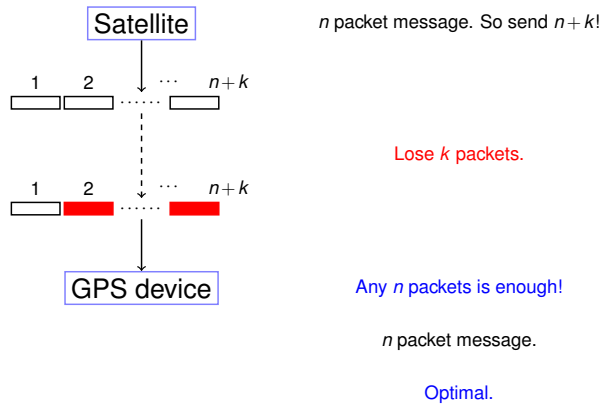 Satellite
n packet message. So send n+k!
1 2 ··· n+k
······
Lose k packets.
1 2 ··· n+k
······
GPS device
Any n packets is enough!
n packet message.
Optimal.